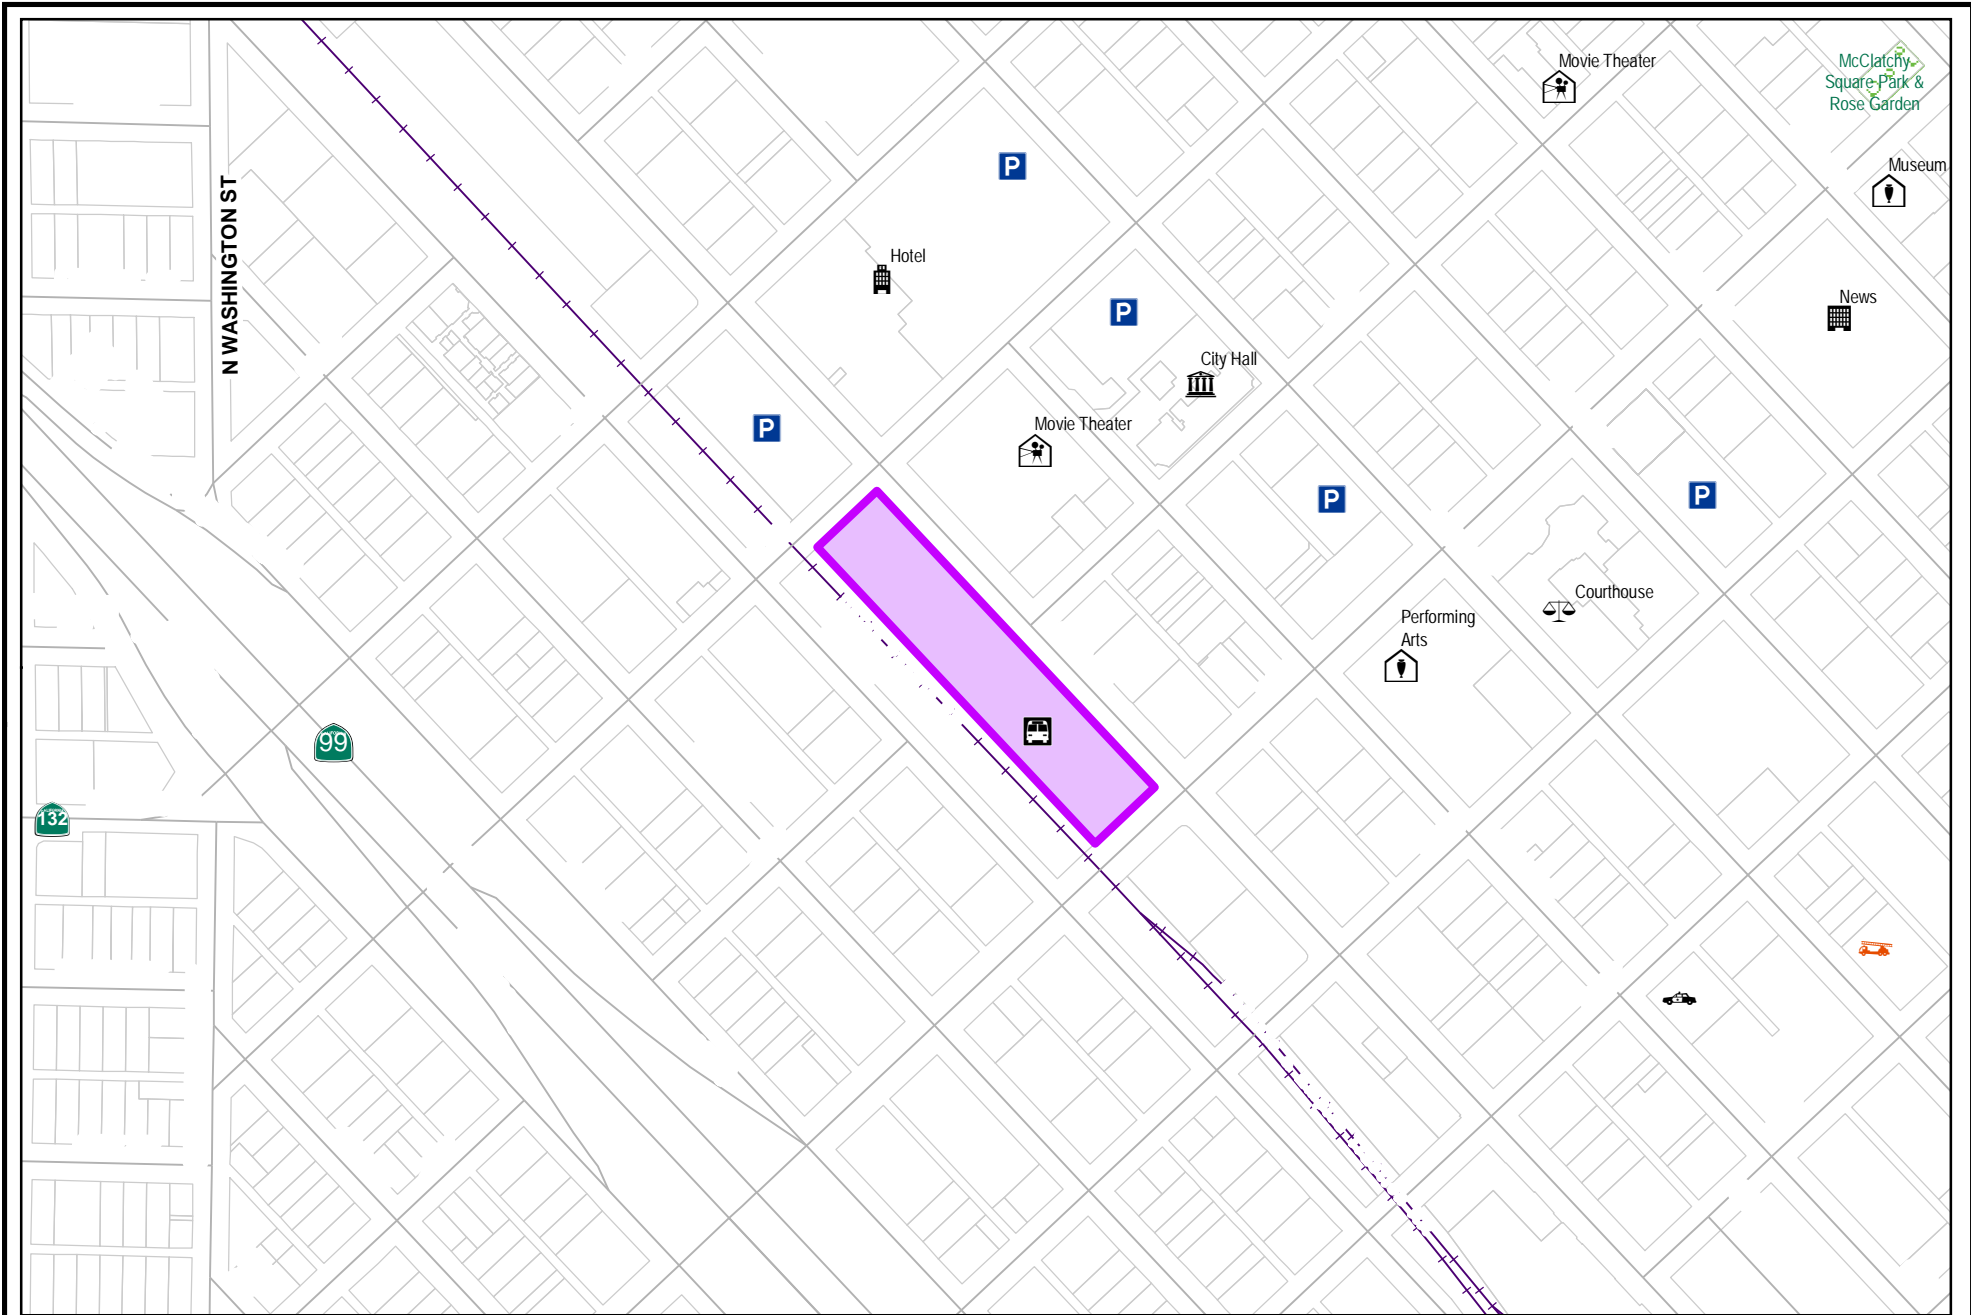 Movie Theater
McClatchy
Square Park &
Rose Garden
P
Museum
N WASHINGTON ST
Hotel
News
P
City Hall
P
Movie Theater
P
P
Courthouse
Performing
Arts
99
132